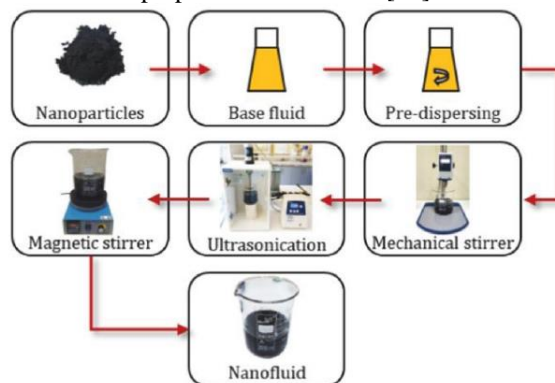 Nanoparticles
Base fluid
Pre-dispersing
Magnetic stirrer
Ultrasonication
Mechanical stirrer
Nanofluid